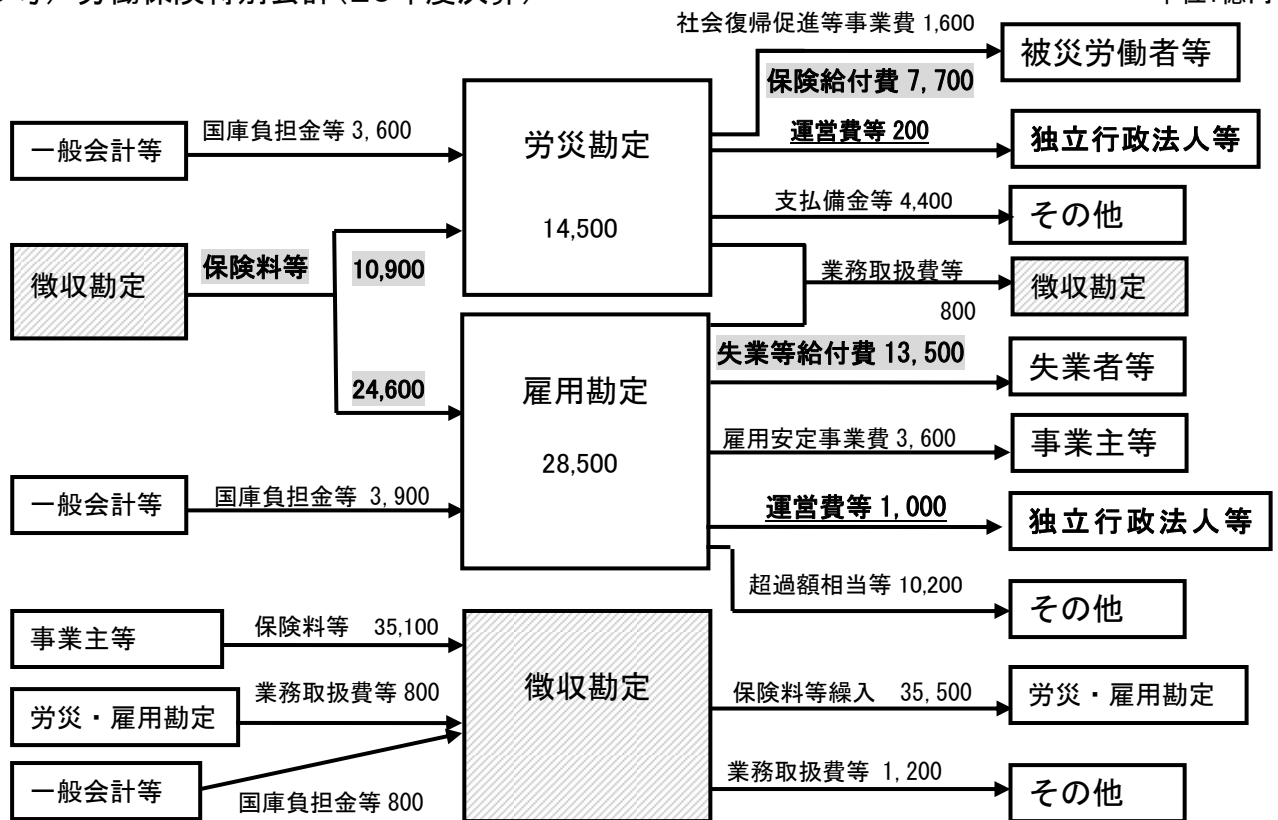 社会復帰促進等事業費 1,600
被災労働者等
保険給付費 7,700
一般会計等
国庫負担金等 3,600
労災勘定
14,500
運営費等 200
独立行政法人等
支払備金等 4,400
その他
徴収勘定
保険料等
10,900
24,600
業務取扱費等
800
徴収勘定
雇用勘定
28,500
失業等給付費 13,500
失業者等
雇用安定事業費 3,600
事業主等
一般会計等
国庫負担金等 3,900
運営費等 1,000
独立行政法人等
超過額相当等 10,200
その他
事業主等
保険料等 35,100
労災・雇用勘定
業務取扱費等 800
一般会計等
国庫負担金等 800
徴収勘定
保険料等繰入 35,500
労災・雇用勘定
業務取扱費等 1,200
その他